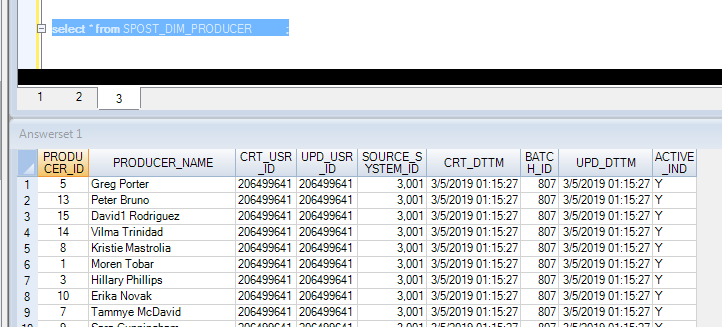 select * from SPOST_DIM_PRODUCER ;
1 2 3
Answerset 1
PRODU CER_ID PRODUCER_NAME CRT_USR _ID UPD_USR _ID SOURCE_S YSTEM_ID CRT_DTTM BATC H_ID UPD_DTTM ACTIVE _IND
1 5 Greg Porter 206499641 206499641 3,001 3/5/2019 01:15:27 807 3/5/2019 01:15:27 Y
2 13 Peter Bruno 206499641 206499641 3,001 3/5/2019 01:15:27 807 3/5/2019 01:15:27 Y
3 15 David1 Rodriguez 206499641 206499641 3,001 3/5/2019 01:15:27 807 3/5/2019 01:15:27 Y
4 14 Vilma Trinidad 206499641 206499641 3,001 3/5/2019 01:15:27 807 3/5/2019 01:15:27 Y
5 8 Kristie Mastrolia 206499641 206499641 3,001 3/5/2019 01:15:27 807 3/5/2019 01:15:27 Y
6 1 Moren Tobar 206499641 206499641 3,001 3/5/2019 01:15:27 807 3/5/2019 01:15:27 Y
7 3 Hillary Phillips 206499641 206499641 3,001 3/5/2019 01:15:27 807 3/5/2019 01:15:27 Y
8 10 Erika Novak 206499641 206499641 3,001 3/5/2019 01:15:27 807 3/5/2019 01:15:27 Y
9 7 Tammye McDavid 206499641 206499641 3,001 3/5/2019 01:15:27 807 3/5/2019 01:15:27 Y